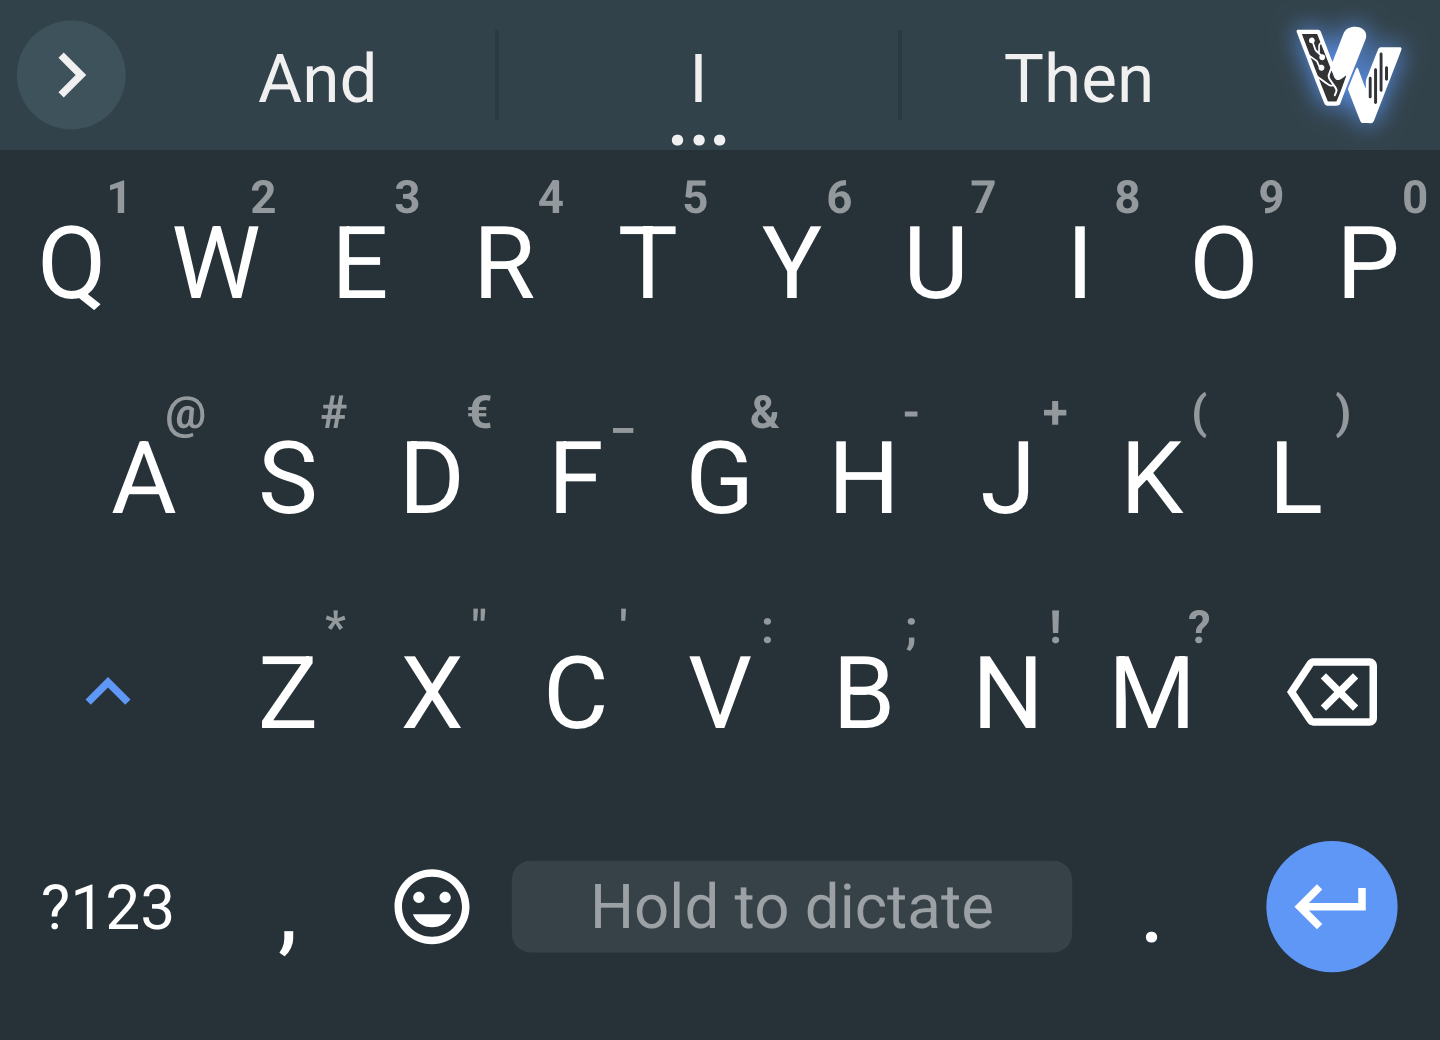 And I Then
1 2 3 4 5 6 7 8 9 0
Q W E R T Y U I O P
@ # € _ & - + ( )
A S D F G H J K L
* " ' : ; ! ?
Z X C V B N M
?123 , Hold to dictate .